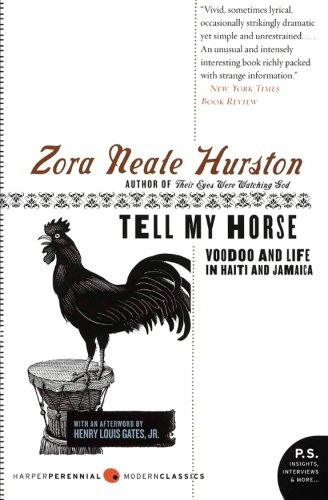 "Vivid, sometimes lyrical,
occasionally strikingly dramatic
yet simple and unrestrained. . . .
An unusual and intensely
interesting book richly packed
with strange information."
NEW YORK TIMES
BOOK REVIEW
Zora Neale Hurston
AUTHOR OF Their Eyes Were Watching God
TELL MY HORSE
VOODOO AND LIFE
IN HAITI AND JAMAICA
WITH AN AFTERWORD BY
HENRY LOUIS GATES, JR.
HARPERPERENNIAL MODERNCLASSICS
P.S.
INSIGHTS,
INTERVIEWS
& MORE...